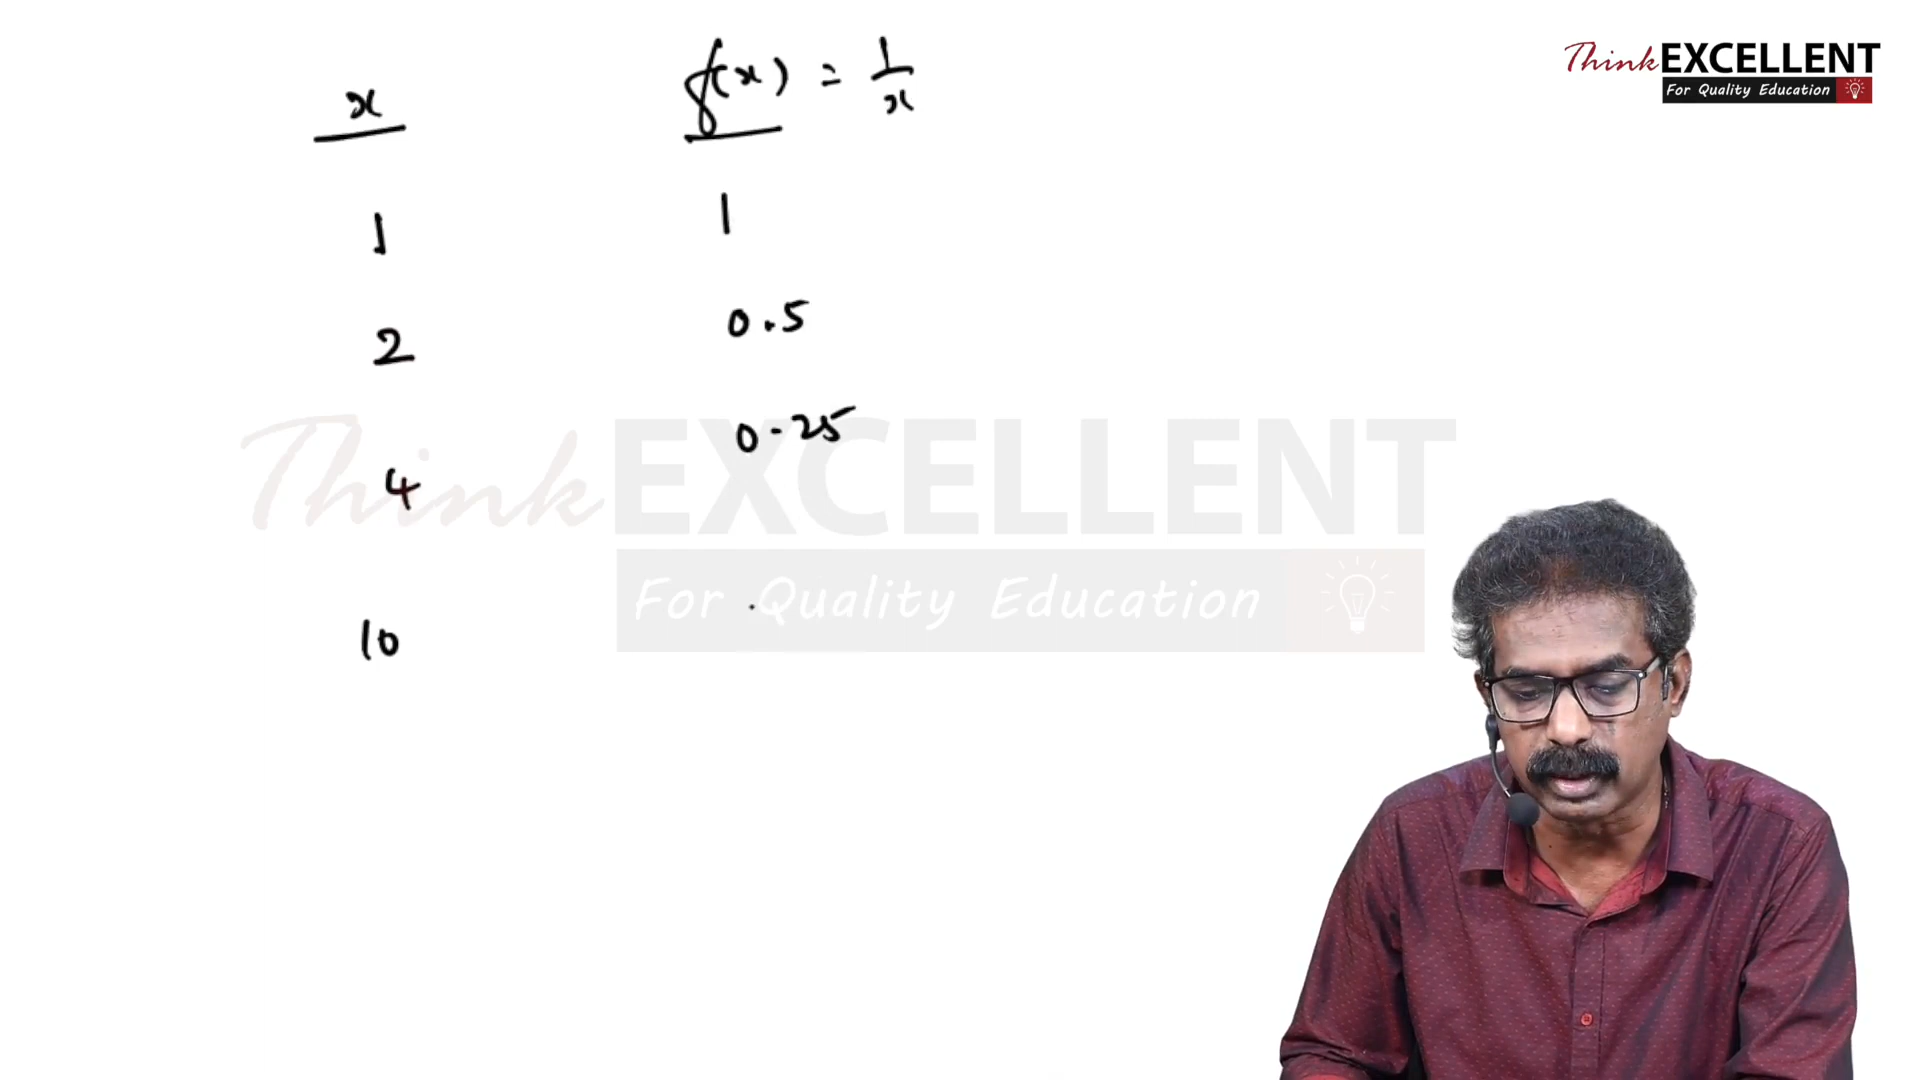 x f(x) = 1/x
1 1
2 0.5
4 0.25
10
Think EXCELLENT
For Quality Education
Think EXCELLENT
For Quality Education